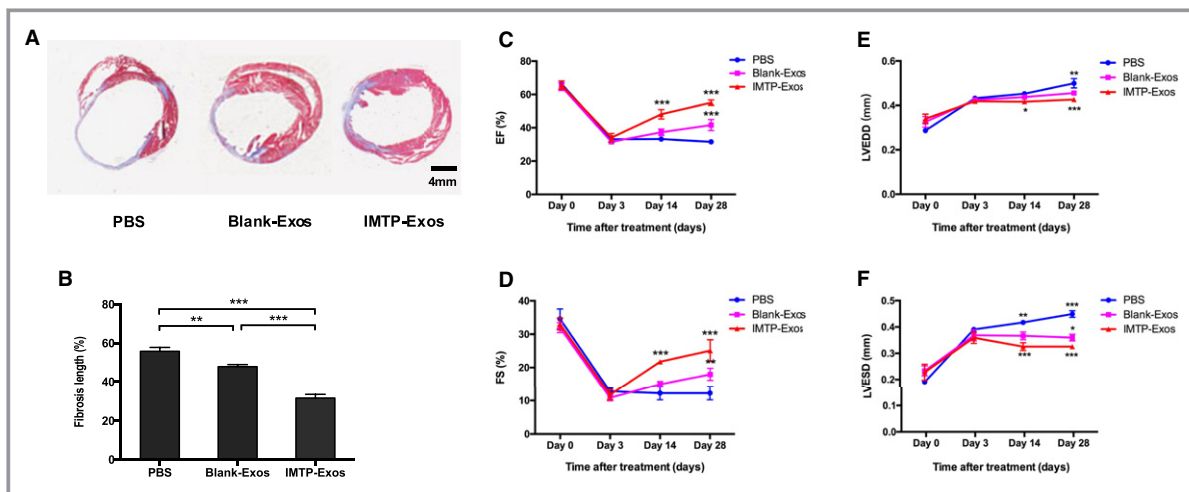 A
4mm
PBS Blank-Exos IMTP-Exos
B
Fibrosis length (%)
80
60
40
20
0
*** 
** ***
PBS Blank-Exos IMTP-Exos
C
EF (%)
80
60
40
20
0
PBS
Blank-Exos
IMTP-Exos
*** ***
***
Day 0 Day 3 Day 14 Day 28
Time after treatment (days)
D
FS (%)
40
30
20
10
0
PBS
Blank-Exos
IMTP-Exos
*** ***
**
Day 0 Day 3 Day 14 Day 28
Time after treatment (days)
E
LVEDD (mm)
0.6
0.4
0.2
0.0
PBS
Blank-Exos
IMTP-Exos
**
* ***
Day 0 Day 3 Day 14 Day 28
Time after treatment (days)
F
LVESD (mm)
0.5
0.4
0.3
0.2
0.1
0.0
PBS
Blank-Exos
IMTP-Exos
** ***
*
*** ***
Day 0 Day 3 Day 14 Day 28
Time after treatment (days)